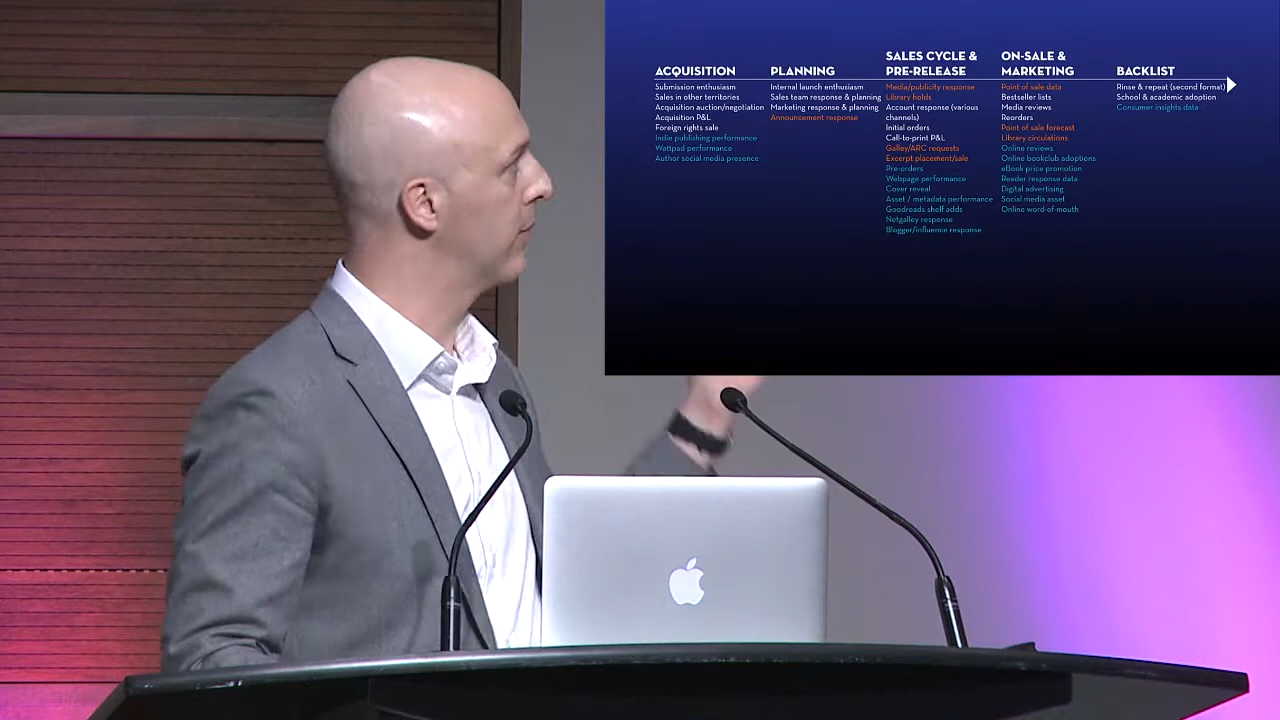 ACQUISITION
Submission enthusiasm
Sales in other territories
Acquisition auction/negotiation
Acquisition P&L
Foreign rights sale
Indie publishing performance
Wattpad performance
Author social media presence
PLANNING
Internal launch enthusiasm
Sales team response & planning
Marketing response & planning
Announcement response
SALES CYCLE &
PRE-RELEASE
Media/publicity response
Library holds
Account response (various
channels)
Initial orders
Call-to-print P&L
Galley/ARC requests
Excerpt placement/sale
Pre-orders
Webpage performance
Cover reveal
Asset / metadata performance
Goodreads shelf adds
Netgalley response
Blogger/influence response
ON-SALE &
MARKETING
Point of sale data
Bestseller lists
Media reviews
Reorders
Point of sale forecast
Library circulations
Online reviews
Online bookclub adoptions
eBook price promotion
Reader response data
Digital advertising
Social media asset
Online word-of-mouth
BACKLIST
Rinse & repeat (second format)
School & academic adoption
Consumer insights data